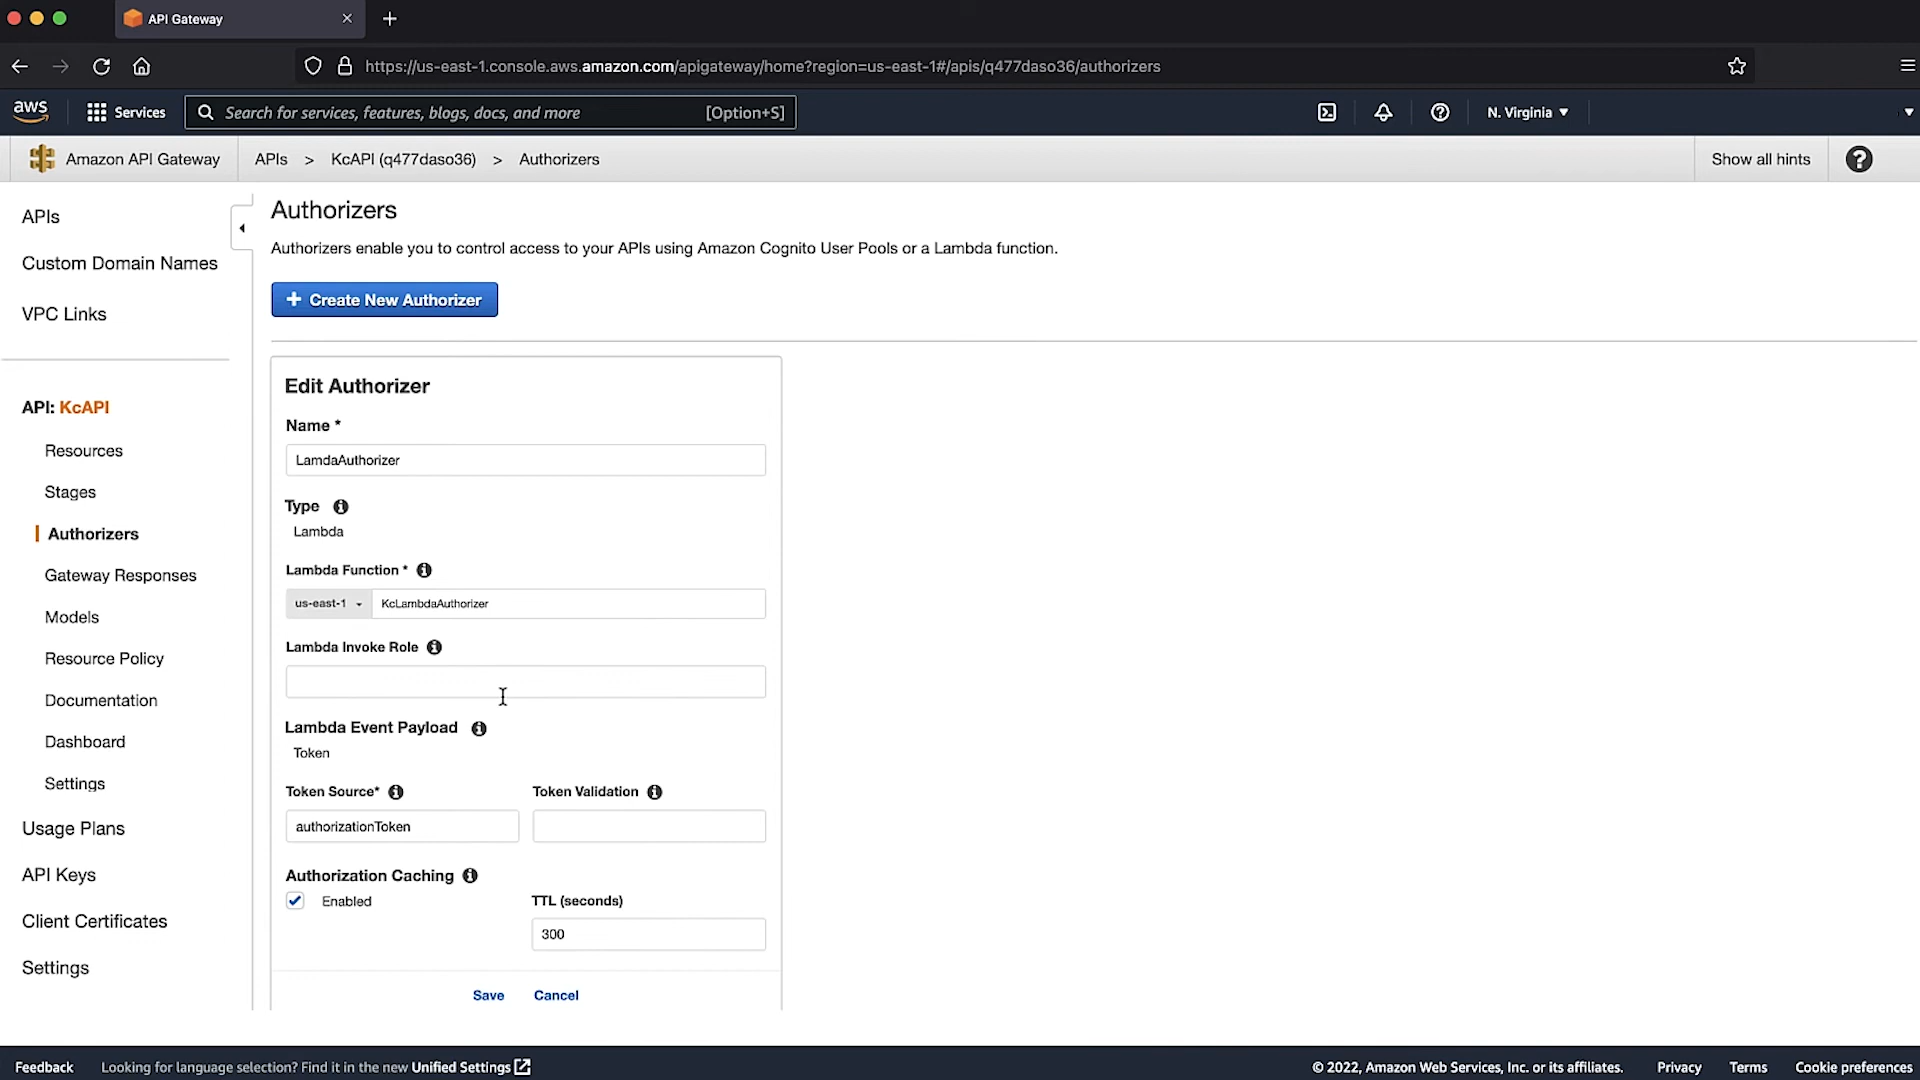 API Gateway
https://us-east-1.console.aws.amazon.com/apigateway/home?region=us-east-1#/apis/q477daso36/authorizers
aws Services Search for services, features, blogs, docs, and more [Option+S] N. Virginia
Amazon API Gateway APIs > KcAPI (q477daso36) > Authorizers Show all hints
APIs
Custom Domain Names
VPC Links
API: KcAPI
Resources
Stages
Authorizers
Gateway Responses
Models
Resource Policy
Documentation
Dashboard
Settings
Usage Plans
API Keys
Client Certificates
Settings
Authorizers
Authorizers enable you to control access to your APIs using Amazon Cognito User Pools or a Lambda function.
+ Create New Authorizer
Edit Authorizer
Name *
LamdaAuthorizer
Type
Lambda
Lambda Function *
us-east-1 KcLambdaAuthorizer
Lambda Invoke Role
Lambda Event Payload
Token
Token Source* Token Validation
authorizationToken
Authorization Caching
Enabled TTL (seconds)
300
Save Cancel
Feedback Looking for language selection? Find it in the new Unified Settings © 2022, Amazon Web Services, Inc. or its affiliates. Privacy Terms Cookie preferences